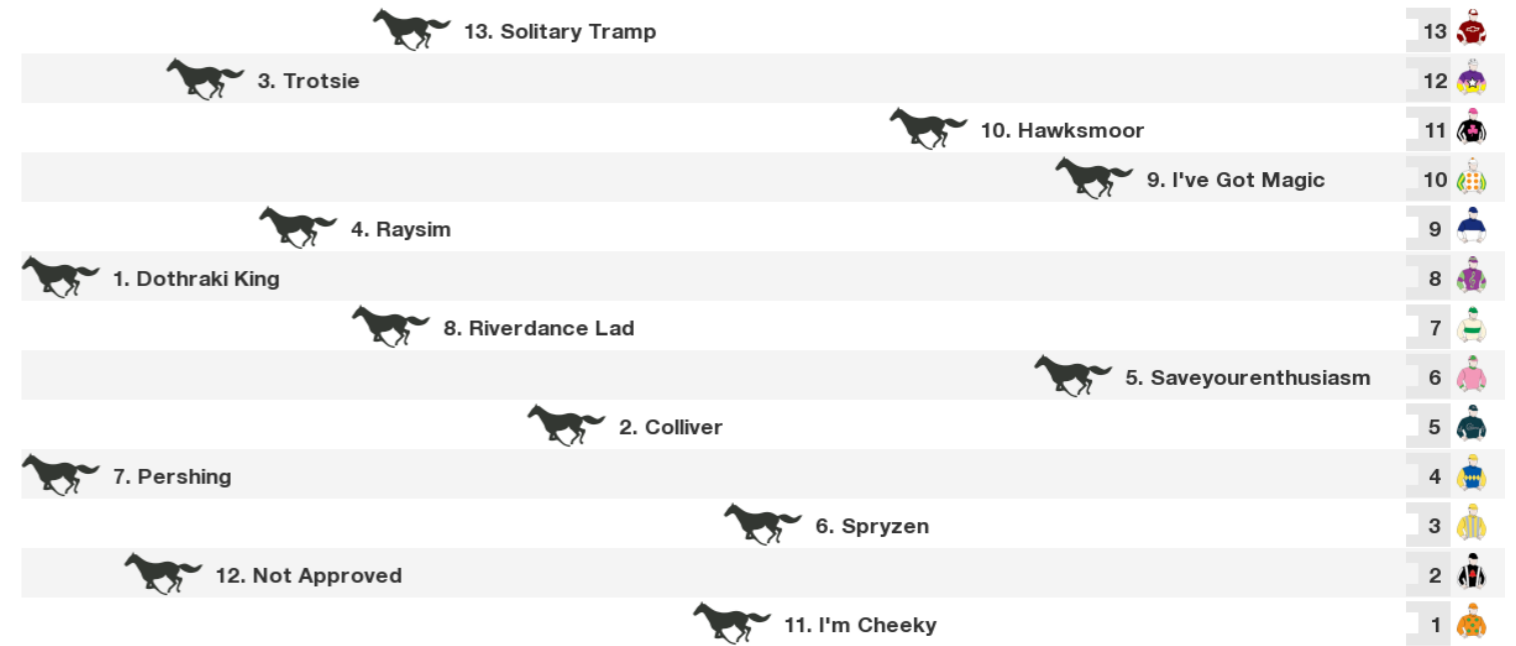 13. Solitary Tramp 13
3. Trotsie 12
10. Hawksmoor 11
9. I've Got Magic 10
4. Raysim 9
1. Dothraki King 8
8. Riverdance Lad 7
5. Saveyourenthusiasm 6
2. Colliver 5
7. Pershing 4
6. Spryzen 3
12. Not Approved 2
11. I'm Cheeky 1